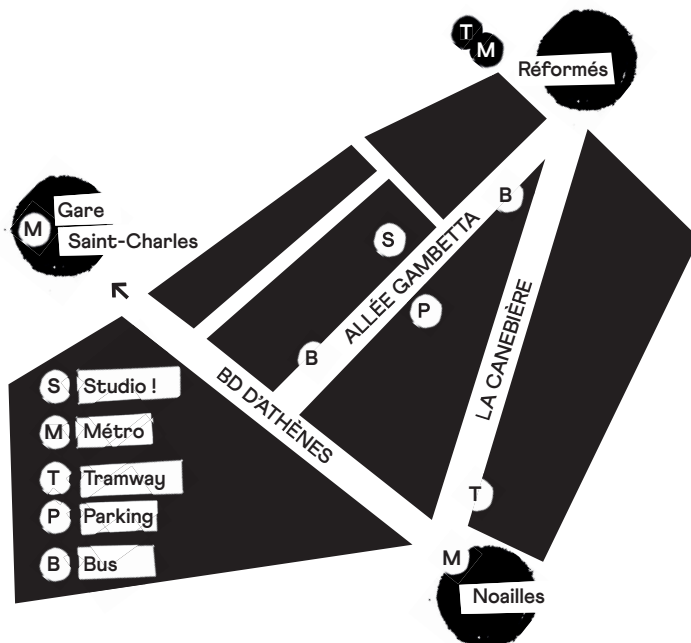 T
M
Réformés
B
M
Gare
Saint-Charles
S
ALLÉE GAMBETTA
P
LA CANEBIÈRE
B
BD D'ATHÈNES
S Studio !
M Métro
T Tramway
P Parking
B Bus
T
M
Noailles